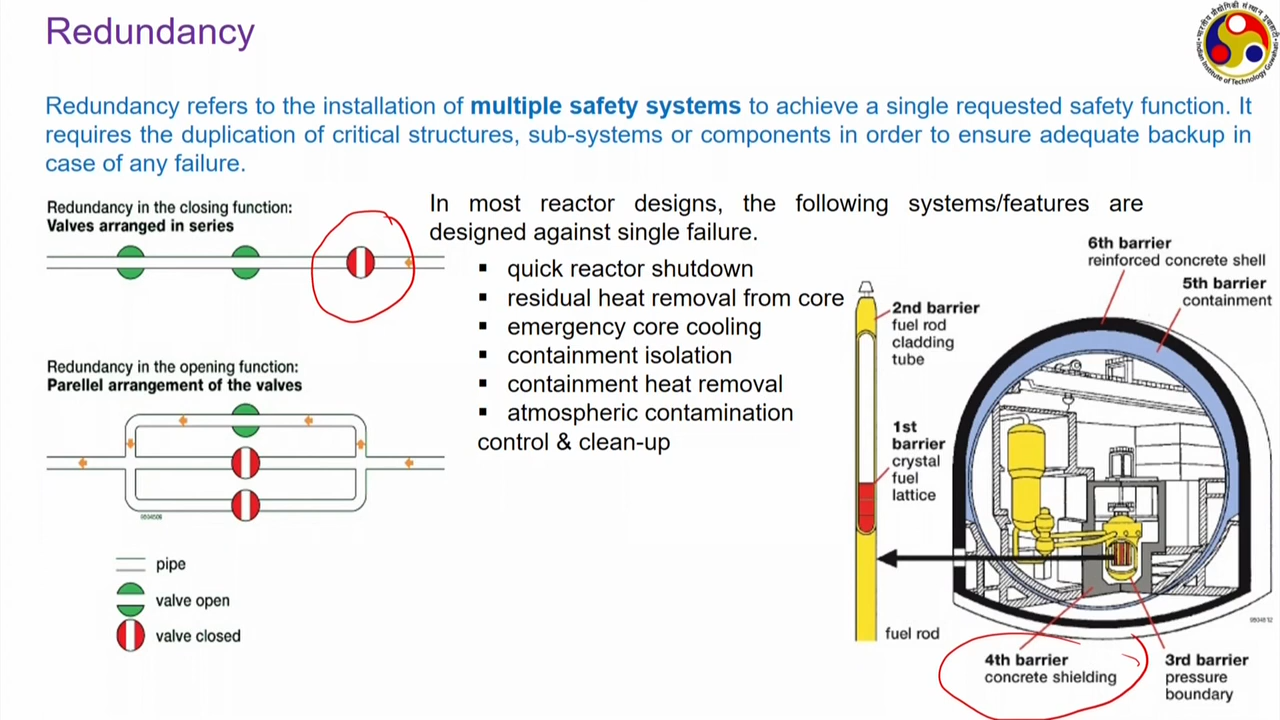 Redundancy
Redundancy refers to the installation of multiple safety systems to achieve a single requested safety function. It
requires the duplication of critical structures, sub-systems or components in order to ensure adequate backup in
case of any failure.
Redundancy in the closing function:
Valves arranged in series
Redundancy in the opening function:
Parellel arrangement of the valves
pipe
valve open
valve closed
In most reactor designs, the following systems/features are
designed against single failure.
▪ quick reactor shutdown
▪ residual heat removal from core
▪ emergency core cooling
▪ containment isolation
▪ containment heat removal
▪ atmospheric contamination
control & clean-up
2nd barrier
fuel rod
cladding
tube
1st
barrier
crystal
fuel
lattice
fuel rod
6th barrier
reinforced concrete shell
5th barrier
containment
4th barrier
concrete shielding
3rd barrier
pressure
boundary
Indian Institute of Technology Guwahati